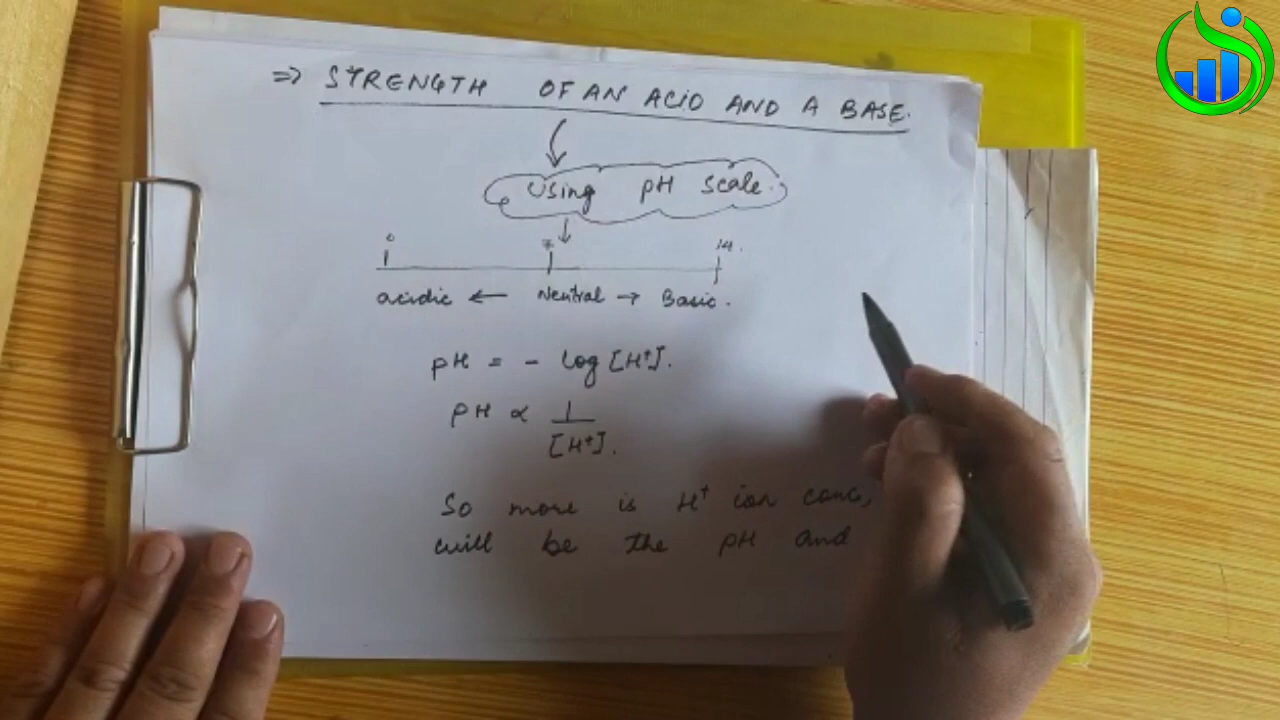 ⇒ STRENGTH OF AN ACID AND A BASE.
Using pH scale.
0 7 14.
acidic ← Neutral → Basic.
pH = - log [H⁺].
pH ∝ 1/[H⁺].
So more is H⁺ ion conc,
will be the pH and